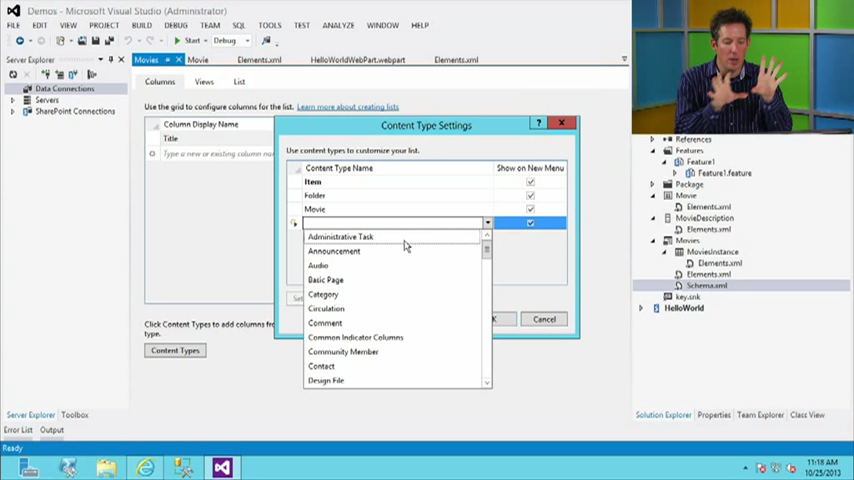 Demos - Microsoft Visual Studio (Administrator)
FILE EDIT VIEW PROJECT BUILD DEBUG TEAM SQL TOOLS TEST ANALYZE WINDOW HELP
Start Debug
Server Explorer
Movies Movie Elements.xml HelloWorldWebPart.webpart Elements.xml
Data Connections
Servers
SharePoint Connections
Columns Views List
Use the grid to configure columns for the list. Learn more about creating lists
Column Display Name
Title
Type a new or existing column nam
Click Content Types to add columns from
type.
Content Types
Content Type Settings
? X
Use content types to customize your list.
Content Type Name Show on New Menu
Item
Folder
Movie
Administrative Task
Announcement
Audio
Basic Page
Category
Circulation
Comment
Common Indicator Columns
Community Member
Contact
Design File
Set
K Cancel
References
Features
Feature1
Feature1.feature
Package
Movie
Elements.xml
MovieDescription
Elements.xml
Movies
MoviesInstance
Elements.xml
Elements.xml
Schema.xml
key.snk
HelloWorld
Server Explorer Toolbox
Solution Explorer Properties Team Explorer Class View
Error List Output
Ready
11:18 AM
10/25/2013